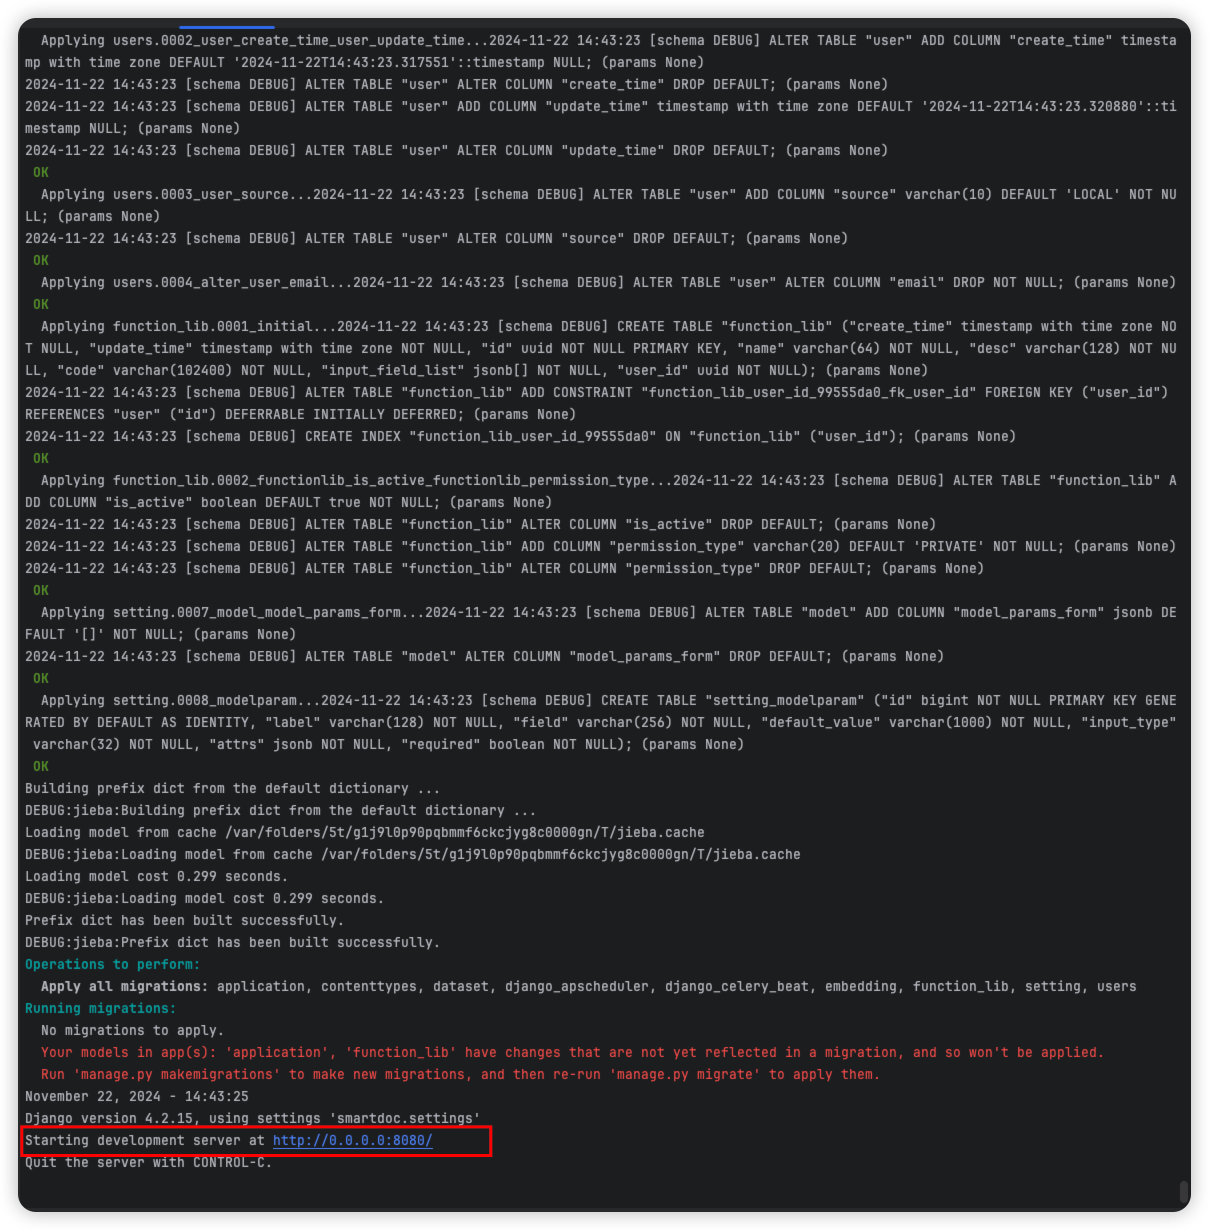 Applying users.0002_user_create_time_user_update_time...2024-11-22 14:43:23 [schema DEBUG] ALTER TABLE "user" ADD COLUMN "create_time" timesta
mp with time zone DEFAULT '2024-11-22T14:43:23.317551'::timestamp NULL; (params None)
2024-11-22 14:43:23 [schema DEBUG] ALTER TABLE "user" ALTER COLUMN "create_time" DROP DEFAULT; (params None)
2024-11-22 14:43:23 [schema DEBUG] ALTER TABLE "user" ADD COLUMN "update_time" timestamp with time zone DEFAULT '2024-11-22T14:43:23.320880'::ti
mestamp NULL; (params None)
2024-11-22 14:43:23 [schema DEBUG] ALTER TABLE "user" ALTER COLUMN "update_time" DROP DEFAULT; (params None)
 OK
  Applying users.0003_user_source...2024-11-22 14:43:23 [schema DEBUG] ALTER TABLE "user" ADD COLUMN "source" varchar(10) DEFAULT 'LOCAL' NOT NU
LL; (params None)
2024-11-22 14:43:23 [schema DEBUG] ALTER TABLE "user" ALTER COLUMN "source" DROP DEFAULT; (params None)
 OK
  Applying users.0004_alter_user_email...2024-11-22 14:43:23 [schema DEBUG] ALTER TABLE "user" ALTER COLUMN "email" DROP NOT NULL; (params None)
 OK
  Applying function_lib.0001_initial...2024-11-22 14:43:23 [schema DEBUG] CREATE TABLE "function_lib" ("create_time" timestamp with time zone NO
T NULL, "update_time" timestamp with time zone NOT NULL, "id" uuid NOT NULL PRIMARY KEY, "name" varchar(64) NOT NULL, "desc" varchar(128) NOT NU
LL, "code" varchar(102400) NOT NULL, "input_field_list" jsonb[] NOT NULL, "user_id" uuid NOT NULL); (params None)
2024-11-22 14:43:23 [schema DEBUG] ALTER TABLE "function_lib" ADD CONSTRAINT "function_lib_user_id_99555da0_fk_user_id" FOREIGN KEY ("user_id")
REFERENCES "user" ("id") DEFERRABLE INITIALLY DEFERRED; (params None)
2024-11-22 14:43:23 [schema DEBUG] CREATE INDEX "function_lib_user_id_99555da0" ON "function_lib" ("user_id"); (params None)
 OK
  Applying function_lib.0002_functionlib_is_active_functionlib_permission_type...2024-11-22 14:43:23 [schema DEBUG] ALTER TABLE "function_lib" A
DD COLUMN "is_active" boolean DEFAULT true NOT NULL; (params None)
2024-11-22 14:43:23 [schema DEBUG] ALTER TABLE "function_lib" ALTER COLUMN "is_active" DROP DEFAULT; (params None)
2024-11-22 14:43:23 [schema DEBUG] ALTER TABLE "function_lib" ADD COLUMN "permission_type" varchar(20) DEFAULT 'PRIVATE' NOT NULL; (params None)
2024-11-22 14:43:23 [schema DEBUG] ALTER TABLE "function_lib" ALTER COLUMN "permission_type" DROP DEFAULT; (params None)
 OK
  Applying setting.0007_model_model_params_form...2024-11-22 14:43:23 [schema DEBUG] ALTER TABLE "model" ADD COLUMN "model_params_form" jsonb DE
FAULT '[]' NOT NULL; (params None)
2024-11-22 14:43:23 [schema DEBUG] ALTER TABLE "model" ALTER COLUMN "model_params_form" DROP DEFAULT; (params None)
 OK
  Applying setting.0008_modelparam...2024-11-22 14:43:23 [schema DEBUG] CREATE TABLE "setting_modelparam" ("id" bigint NOT NULL PRIMARY KEY GENE
RATED BY DEFAULT AS IDENTITY, "label" varchar(128) NOT NULL, "field" varchar(256) NOT NULL, "default_value" varchar(1000) NOT NULL, "input_type"
 varchar(32) NOT NULL, "attrs" jsonb NOT NULL, "required" boolean NOT NULL); (params None)
 OK
Building prefix dict from the default dictionary ...
DEBUG:jieba:Building prefix dict from the default dictionary ...
Loading model from cache /var/folders/5t/g1j9l0p90pqbmmf6ckcjyg8c0000gn/T/jieba.cache
DEBUG:jieba:Loading model from cache /var/folders/5t/g1j9l0p90pqbmmf6ckcjyg8c0000gn/T/jieba.cache
Loading model cost 0.299 seconds.
DEBUG:jieba:Loading model cost 0.299 seconds.
Prefix dict has been built successfully.
DEBUG:jieba:Prefix dict has been built successfully.
Operations to perform:
  Apply all migrations: application, contenttypes, dataset, django_apscheduler, django_celery_beat, embedding, function_lib, setting, users
Running migrations:
  No migrations to apply.
  Your models in app(s): 'application', 'function_lib' have changes that are not yet reflected in a migration, and so won't be applied.
  Run 'manage.py makemigrations' to make new migrations, and then re-run 'manage.py migrate' to apply them.
November 22, 2024 - 14:43:25
Django version 4.2.15, using settings 'smartdoc.settings'
Starting development server at http://0.0.0.0:8080/
Quit the server with CONTROL-C.